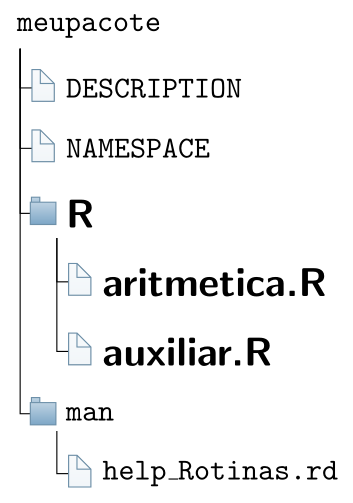 meupacote
DESCRIPTION
NAMESPACE
R
aritmetica.R
auxiliar.R
man
help_Rotinas.rd